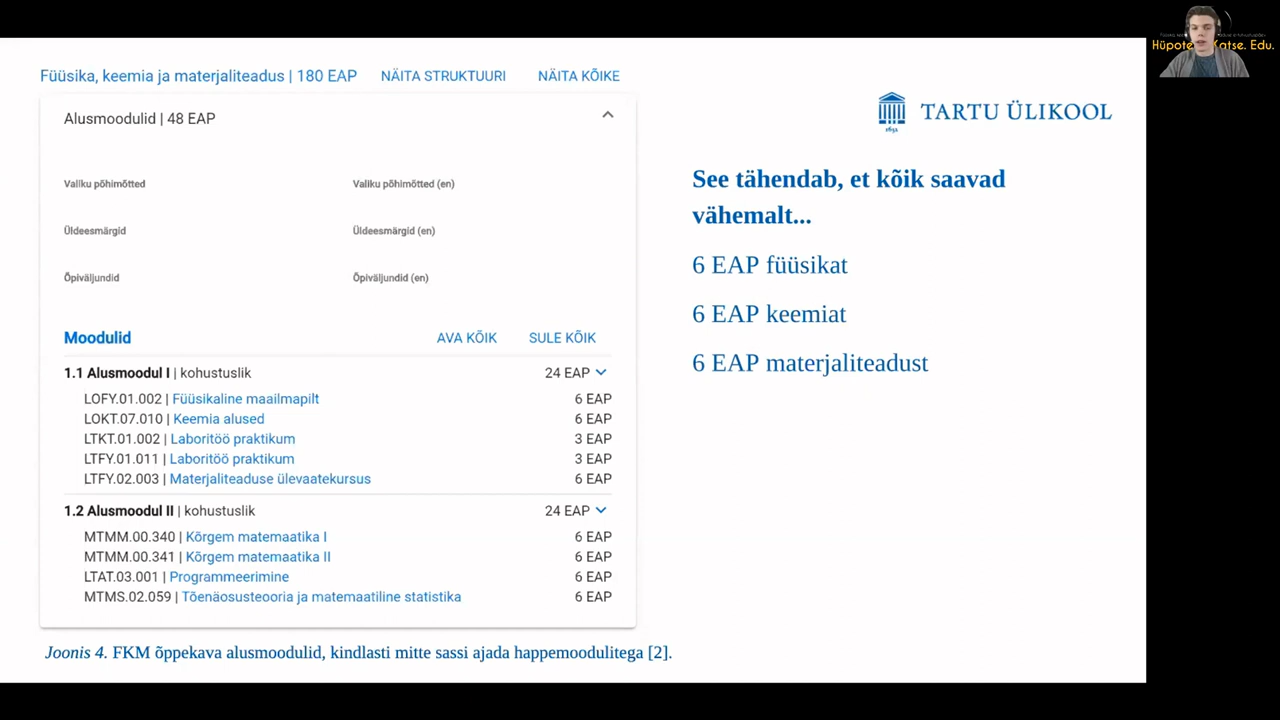 Füüsika, keemia ja materjaliteadus | 180 EAP NÄITA STRUKTUURI NÄITA KÕIKE
Alusmoodulid | 48 EAP
Valiku põhimõtted Valiku põhimõtted (en)
Üldeesmärgid Üldeesmärgid (en)
Õpiväljundid Õpiväljundid (en)
Moodulid AVA KÕIK SULE KÕIK
1.1 Alusmoodul I | kohustuslik 24 EAP
LOFY.01.002 | Füüsikaline maailmapilt 6 EAP
LOKT.07.010 | Keemia alused 6 EAP
LTKT.01.002 | Laboritöö praktikum 3 EAP
LTFY.01.011 | Laboritöö praktikum 3 EAP
LTFY.02.003 | Materjaliteaduse ülevaatekursus 6 EAP
1.2 Alusmoodul II | kohustuslik 24 EAP
MTMM.00.340 | Kõrgem matemaatika I 6 EAP
MTMM.00.341 | Kõrgem matemaatika II 6 EAP
LTAT.03.001 | Programmeerimine 6 EAP
MTMS.02.059 | Tõenäosusteooria ja matemaatiline statistika 6 EAP
Joonis 4. FKM õppekava alusmoodulid, kindlasti mitte sassi ajada happemoodulitega [2].
1632
TARTU ÜLIKOOL
See tähendab, et kõik saavad
vähemalt...
6 EAP füüsikat
6 EAP keemiat
6 EAP materjaliteadust
Edu.